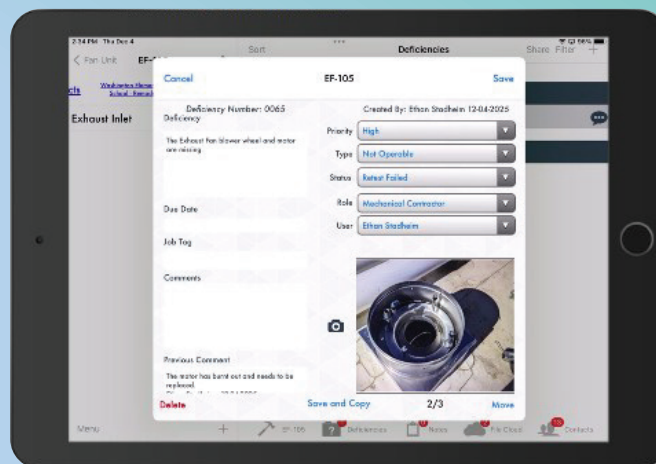 2:34 PM Thu Dec 4
96%
Sort
Deficiencies
Share Filter +
Fan Unit
Exhaust Inlet
Cancel
EF-105
Save
Deficiency Number: 0065
Created By: Ethan Stadheim 12-04-2025
Deficiency
The Exhaust Fan blower wheel and motor
are missing
Priority High
Type Not Operable
Status Retest Failed
Role Mechanical Contractor
User Ethan Stadheim
Due Date
Job Tag
Comments
Previous Comment
The motor has burnt out and needs to be
replaced.
Delete
Save and Copy
2/3
Move
Menu
+
EF-105
Deficiencies
Notes
File Cloud
Contacts